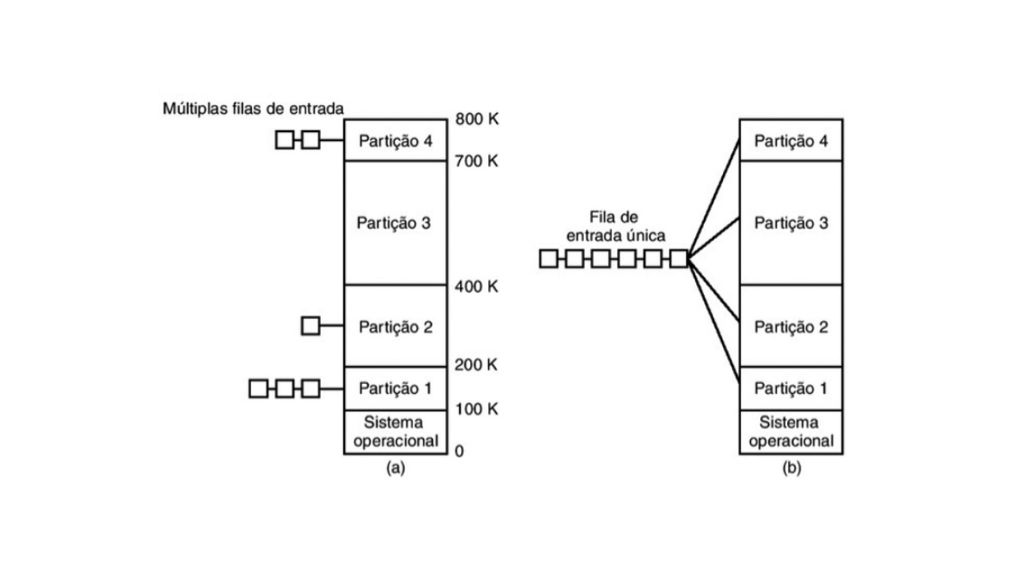 Múltiplas filas de entrada
800 K
Partição 4
700 K
Partição 3
400 K
Partição 2
200 K
Partição 1
100 K
Sistema
operacional
0
(a)
Fila de
entrada única
Partição 4
Partição 3
Partição 2
Partição 1
Sistema
operacional
(b)